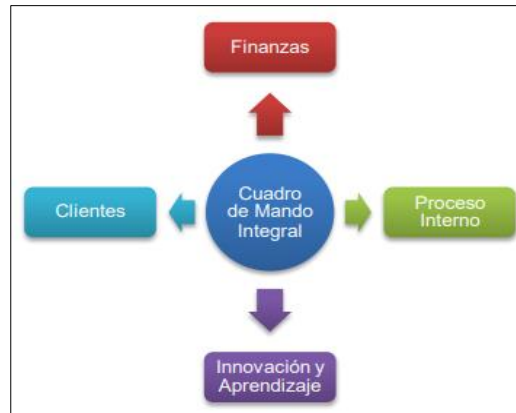 Finanzas
Clientes
Cuadro
de Mando
Integral
Proceso
Interno
Innovación y
Aprendizaje